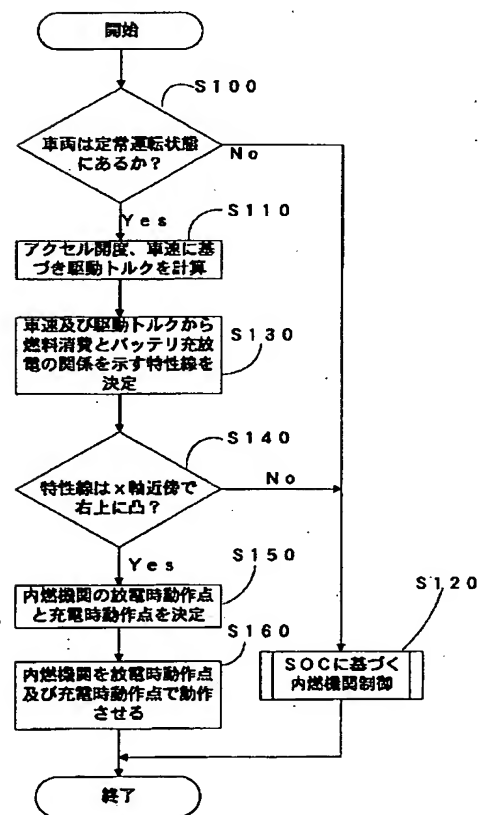 開始
S100
車両は定常運転状態
にあるか?
No
Yes
S110
アクセル開度、車速に基
づき駆動トルクを計算
車速及び駆動トルクから
燃料消費とバッテリ充放
電の関係を示す特性線を
決定
S130
S140
特性線はx軸近傍で
右上に凸?
No
Yes
S150
内燃機関の放電時動作点
と充電時動作点を決定
S120
S160
SOCに基づく
内燃機関制御
内燃機関を放電時動作点
及び充電時動作点で動作
させる
終了